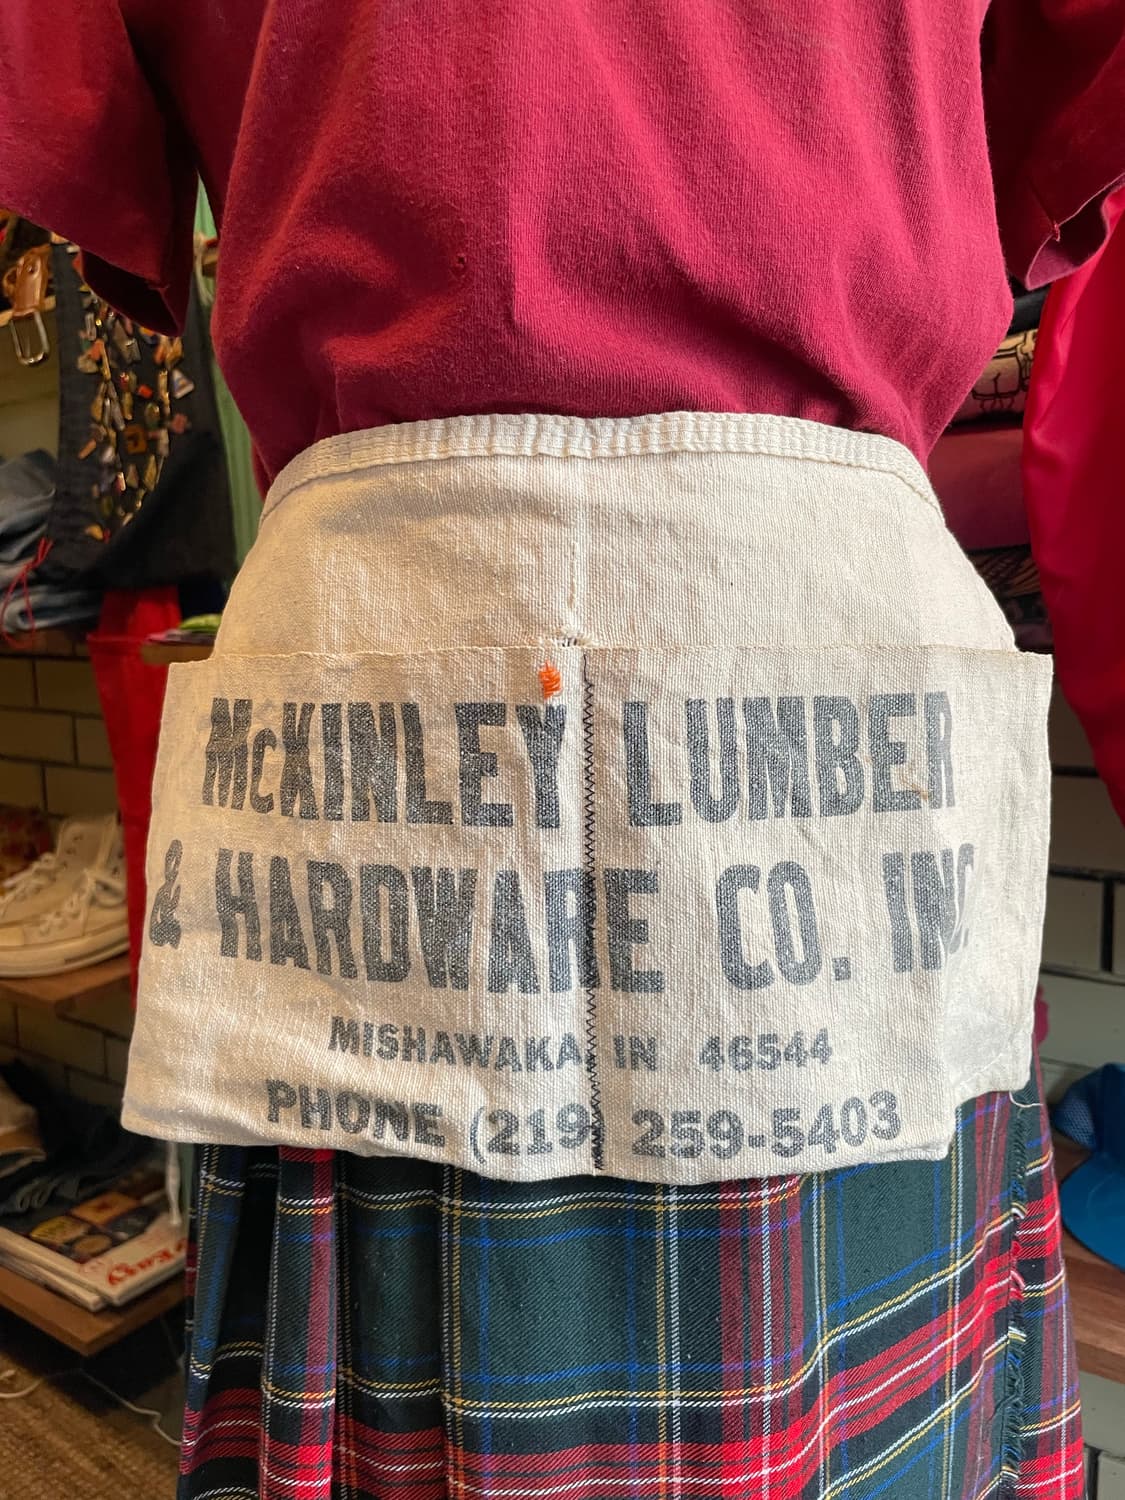 McKINLEY LUMBER
& HARDWARE CO. INC.
MISHAWAKA, IN 46544
PHONE (219) 259-5403